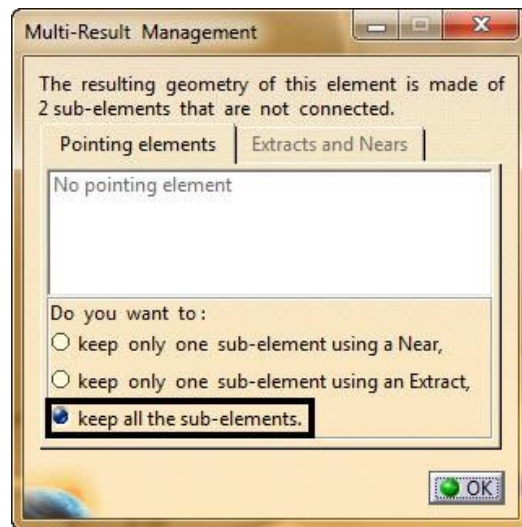 Multi-Result Management
The resulting geometry of this element is made of
2 sub-elements that are not connected.
Pointing elements
Extracts and Nears
No pointing element
Do you want to :
keep only one sub-element using a Near,
keep only one sub-element using an Extract,
keep all the sub-elements.
OK